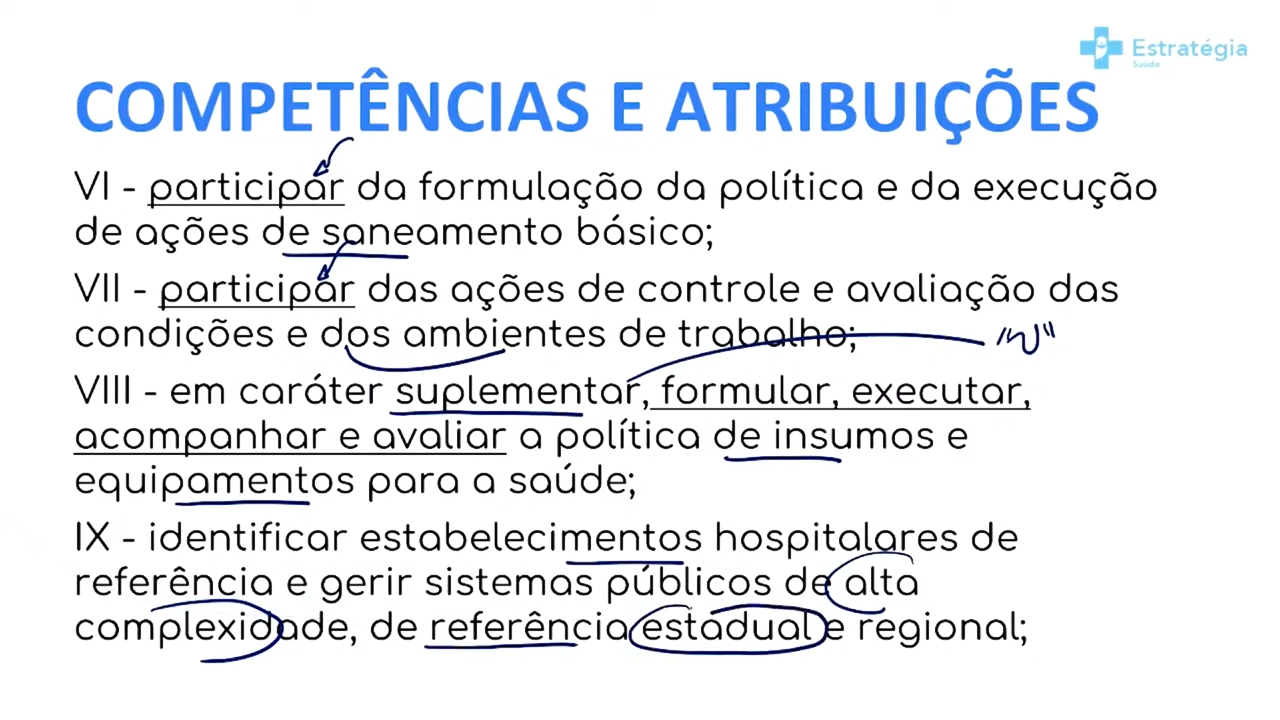 Estratégia
Saúde
COMPETÊNCIAS E ATRIBUIÇÕES
VI - participar da formulação da política e da execução
de ações de saneamento básico;
VII - participar das ações de controle e avaliação das
condições e dos ambientes de trabalho;
VIII - em caráter suplementar, formular, executar,
acompanhar e avaliar a política de insumos e
equipamentos para a saúde;
IX - identificar estabelecimentos hospitalares de
referência e gerir sistemas públicos de alta
complexidade, de referência estadual e regional;